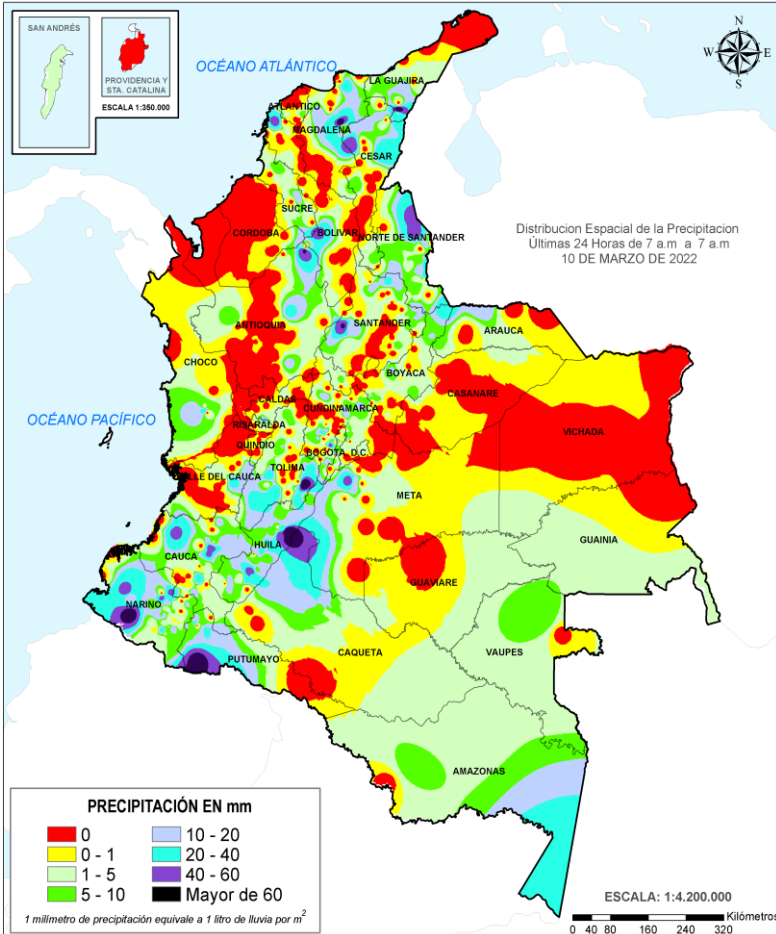 SAN ANDRÉS
PROVIDENCIA Y
STA. CATALINA
ESCALA 1:350.000
OCÉANO ATLÁNTICO
N
W
E
S
LA GUAJIRA
ATLANTICO
MAGDALENA
CESAR
SUCRE
CORDOBA
BOLIVAR
NORTE DE SANTANDER
Distribucion Espacial de la Precipitacion
Últimas 24 Horas de 7 a.m a 7 a.m
10 DE MARZO DE 2022
ANTIOQUIA
SANTANDER
ARAUCA
CHOCO
BOYACA
CASANARE
CALDAS
CUNDINAMARCA
OCÉANO PACÍFICO
RISARALDA
VICHADA
QUINDIO
BOGOTA, D.C.
TOLIMA
VALLE DEL CAUCA
META
GUAINIA
HUILA
CAUCA
GUAVIARE
NARIÑO
CAQUETA
VAUPES
PUTUMAYO
AMAZONAS
PRECIPITACIÓN EN mm
0
10 - 20
0 - 1
20 - 40
1 - 5
40 - 60
5 - 10
Mayor de 60
1 milímetro de precipitación equivale a 1 litro de lluvia por m²
ESCALA: 1:4.200.000
Kilómetros
0 40 80 160 240 320